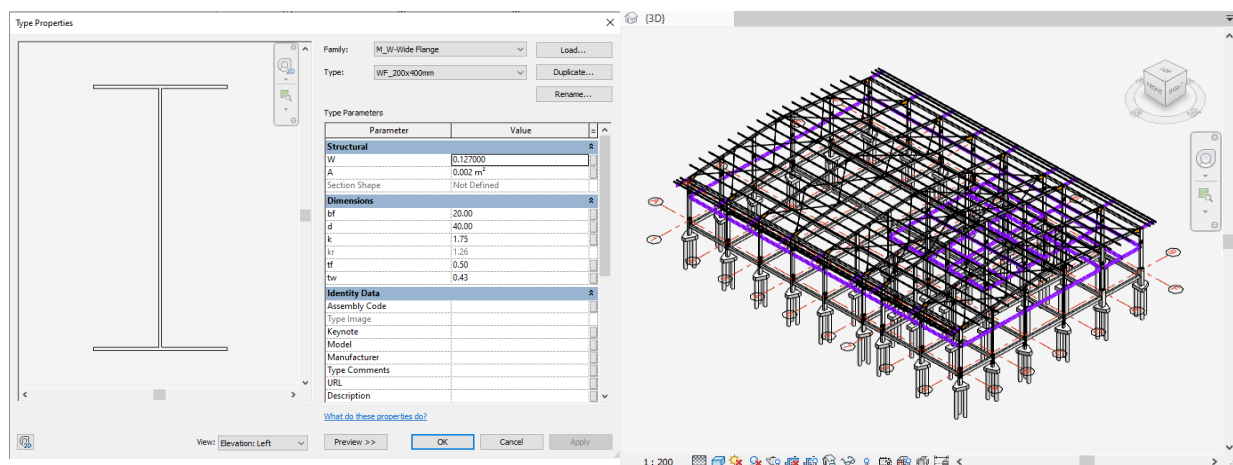 Type Properties
Family: M_W-Wide Flange Load...
Type: WF_200x400mm Duplicate...
Rename...
Type Parameters
Parameter Value =
Structural
W 0.127000
A 0.002 m²
Section Shape Not Defined
Dimensions
bf 20.00
d 40.00
k 1.75
kr 1.26
tf 0.50
tw 0.43
Identity Data
Assembly Code
Type Image
Keynote
Model
Manufacturer
Type Comments
URL
Description
What do these properties do?
View: Elevation: Left Preview >> OK Cancel Apply
{3D}
1 : 200